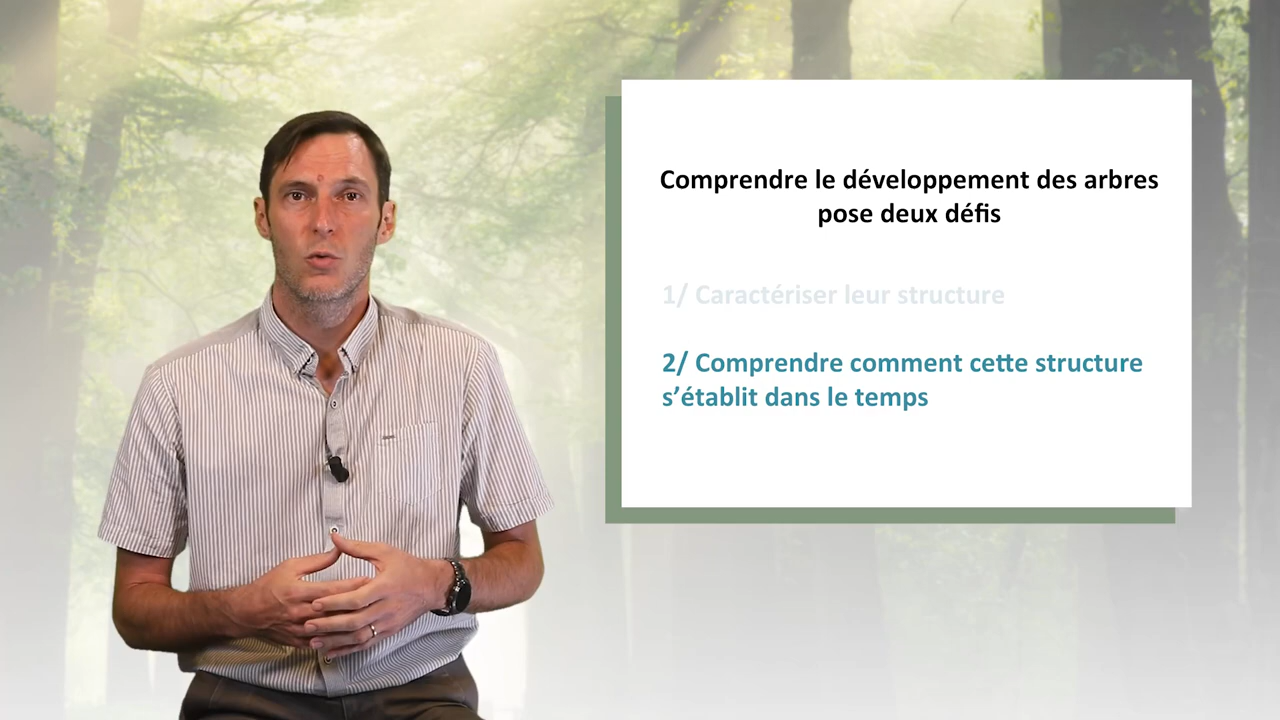 Comprendre le développement des arbres
pose deux défis
1/ Caractériser leur structure
2/ Comprendre comment cette structure
s’établit dans le temps